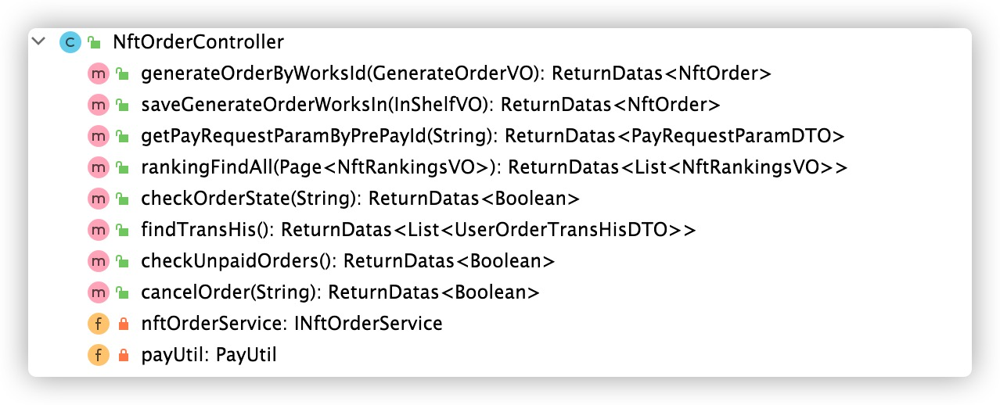 C NftOrderController
m generateOrderByWorksId(GenerateOrderVO): ReturnDatas<NftOrder>
m saveGenerateOrderWorksIn(InShelfVO): ReturnDatas<NftOrder>
m getPayRequestParamByPrePayId(String): ReturnDatas<PayRequestParamDTO>
m rankingFindAll(Page<NftRankingsVO>): ReturnDatas<List<NftRankingsVO>>
m checkOrderState(String): ReturnDatas<Boolean>
m findTransHis(): ReturnDatas<List<UserOrderTransHisDTO>>
m checkUnpaidOrders(): ReturnDatas<Boolean>
m cancelOrder(String): ReturnDatas<Boolean>
f nftOrderService: INftOrderService
f payUtil: PayUtil